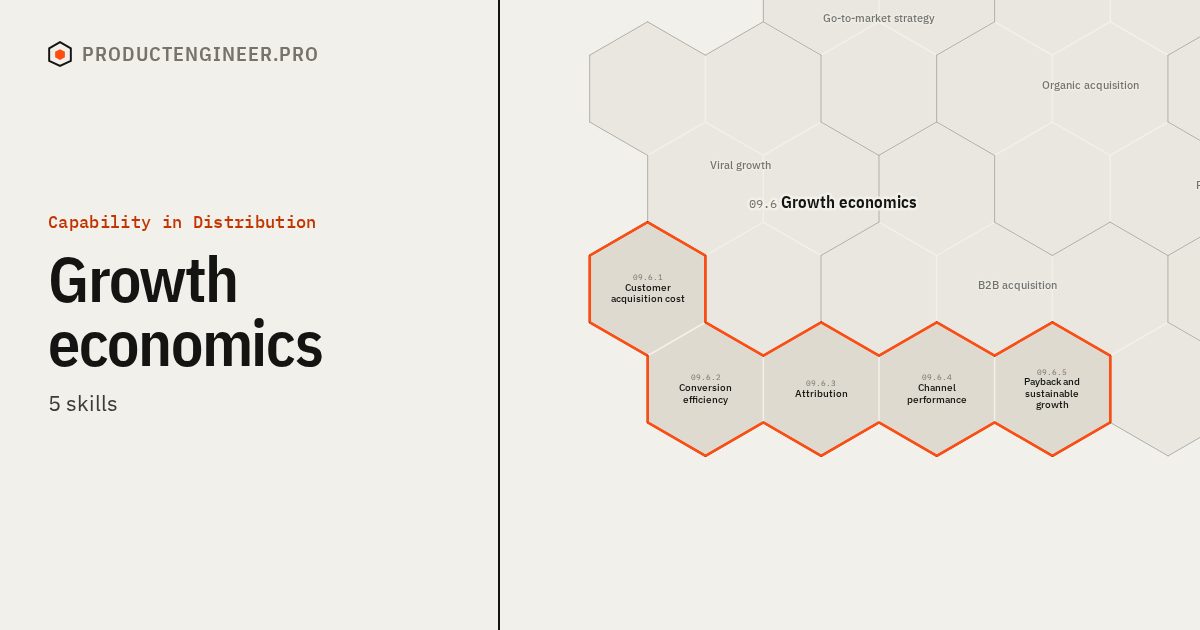 PRODUCTENGINEER.PRO
Capability in Distribution
Growth
economics
5 skills
Go-to-market strategy
Organic acquisition
Viral growth
09.6 Growth economics
B2B acquisition
09.6.1
Customer
acquisition cost
09.6.2
Conversion
efficiency
09.6.3
Attribution
09.6.4
Channel
performance
09.6.5
Payback and
sustainable
growth